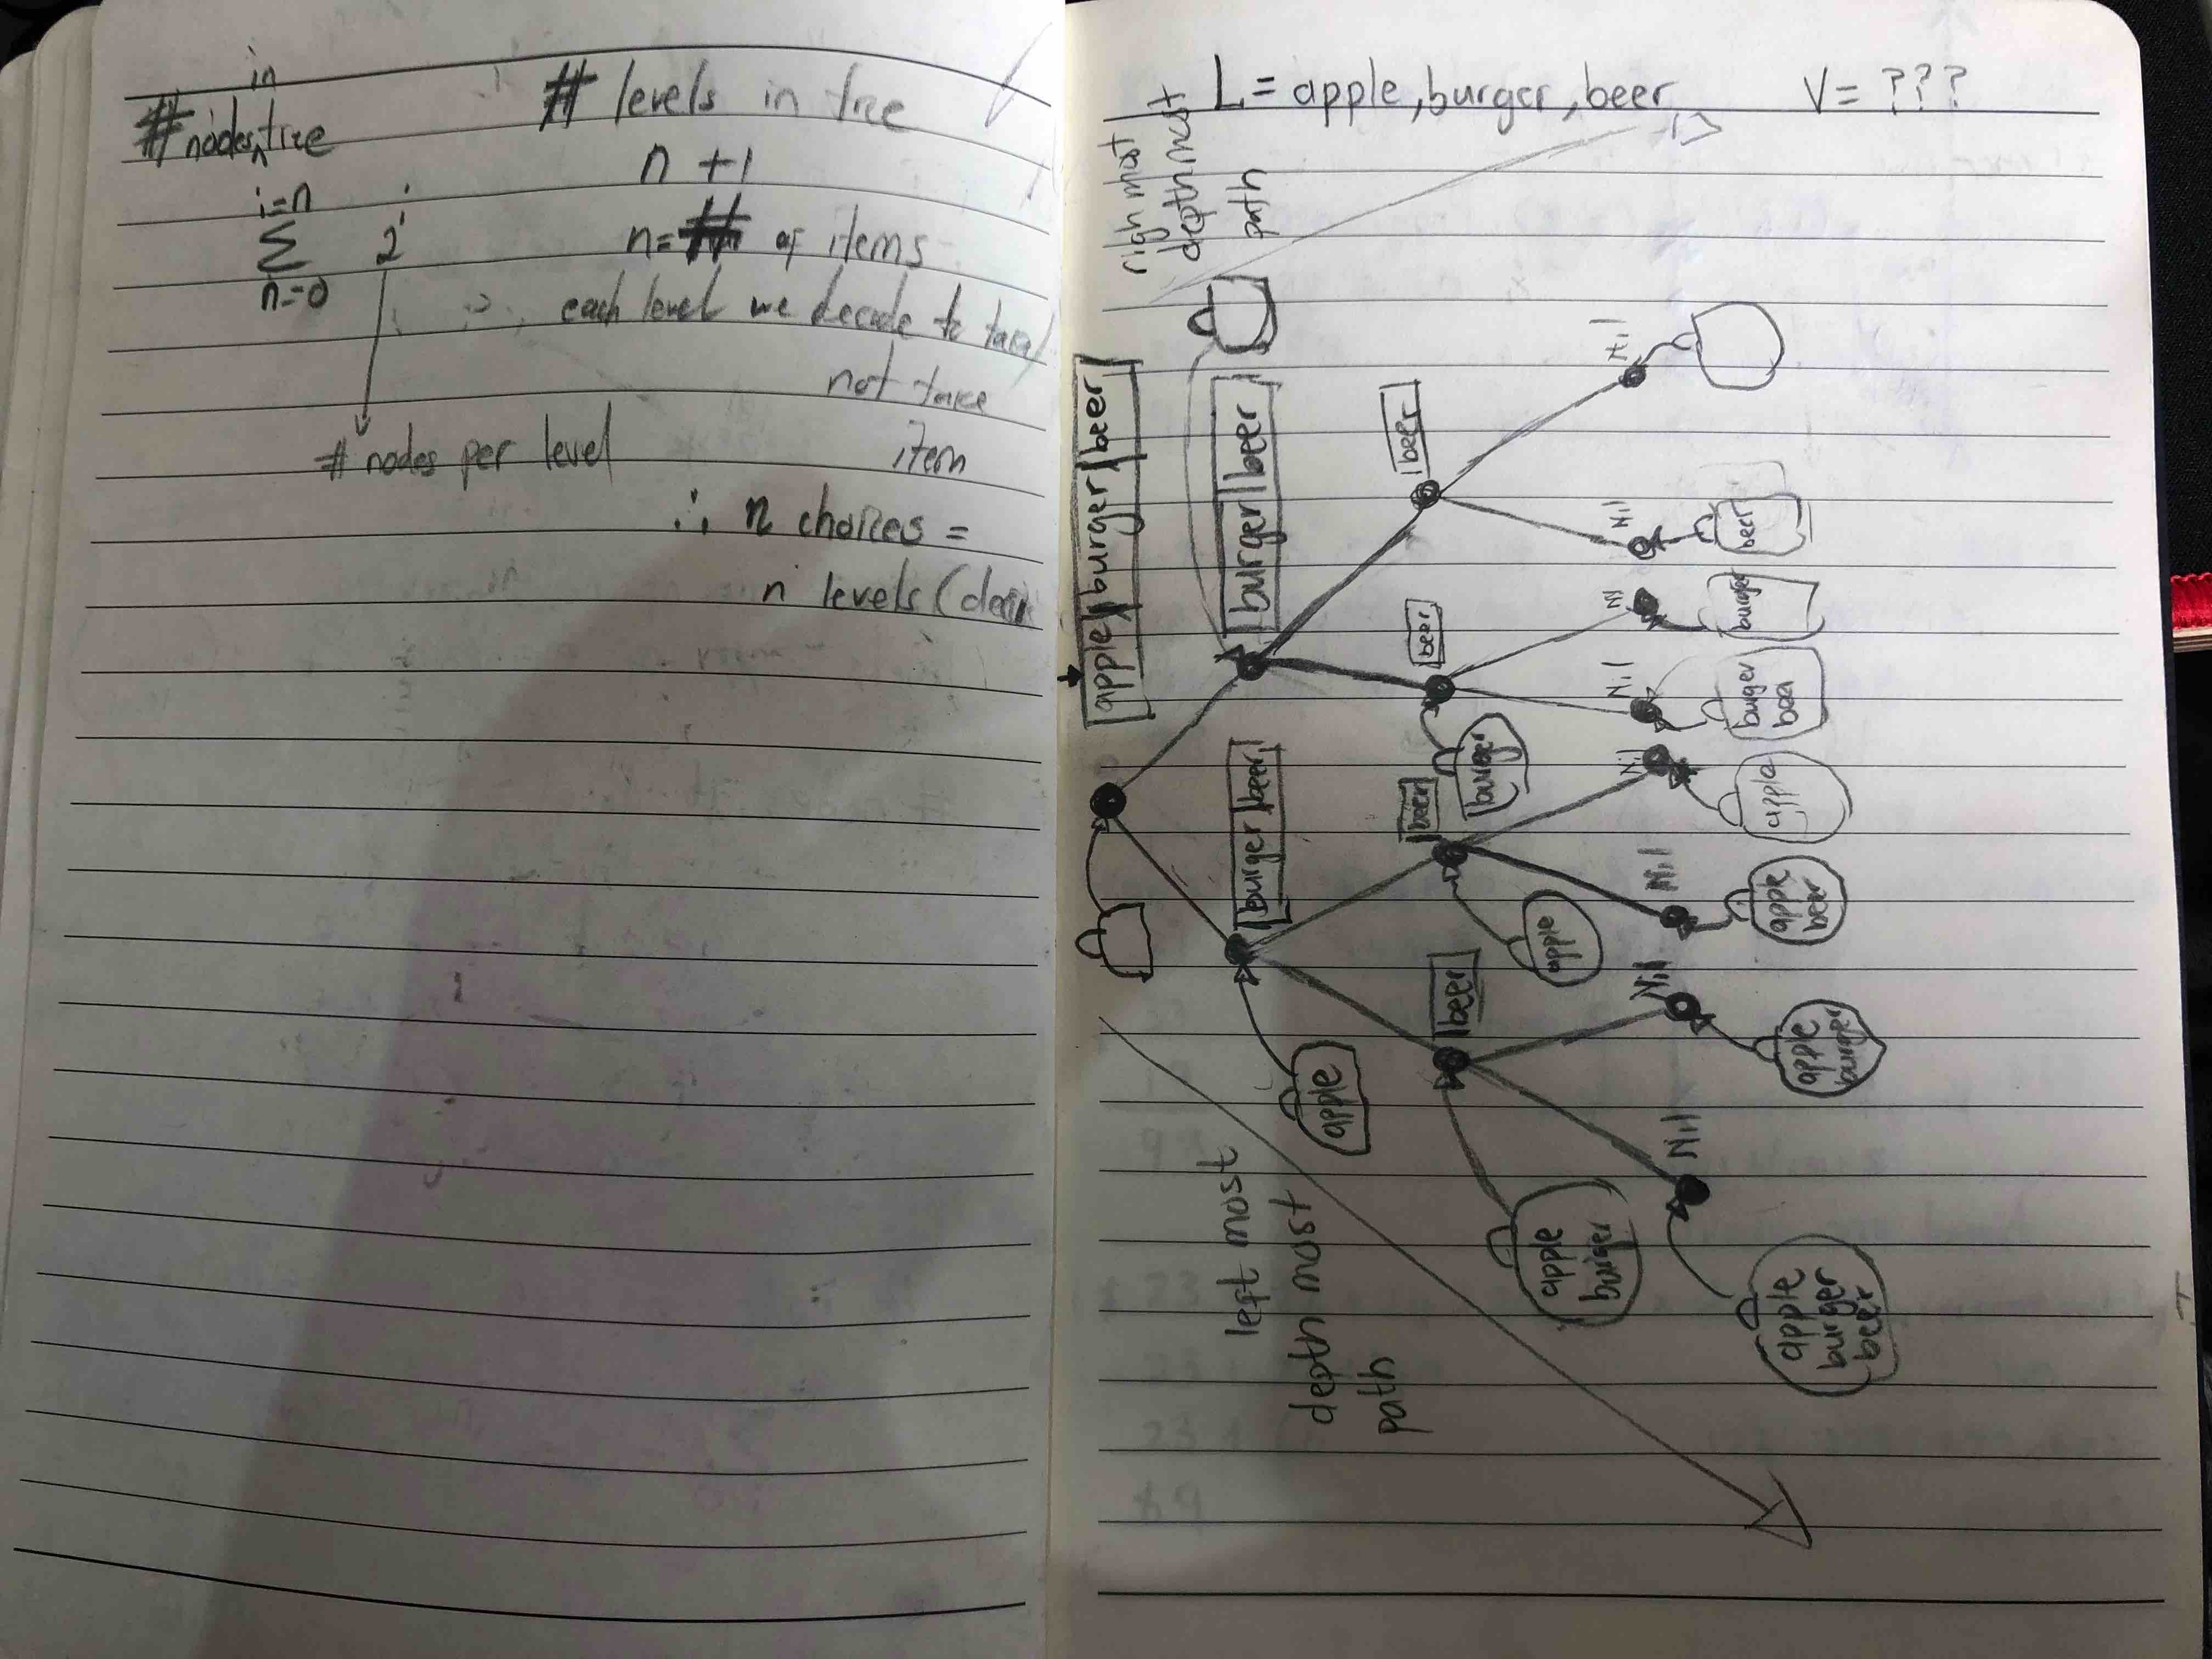 in
# nodes tree
i=n
Σ 2^i
n=0
# nodes per level
# levels in tree
n + 1
n = # of items
each level we decide to take/
not take
item
∴ n choices =
n levels (
L = apple, burger, beer
V = ???
righ most
depth most
path
apple | burger | beer
burger | beer
beer
Nil
Nil
beer
beer
Nil
burger
Nil
burger
beer
burger
burger | beer
beer
Nil
apple
Nil
apple
beer
apple
apple
beer
Nil
apple
burger
Nil
apple
burger
beer
apple
burger
left most
depth most
path